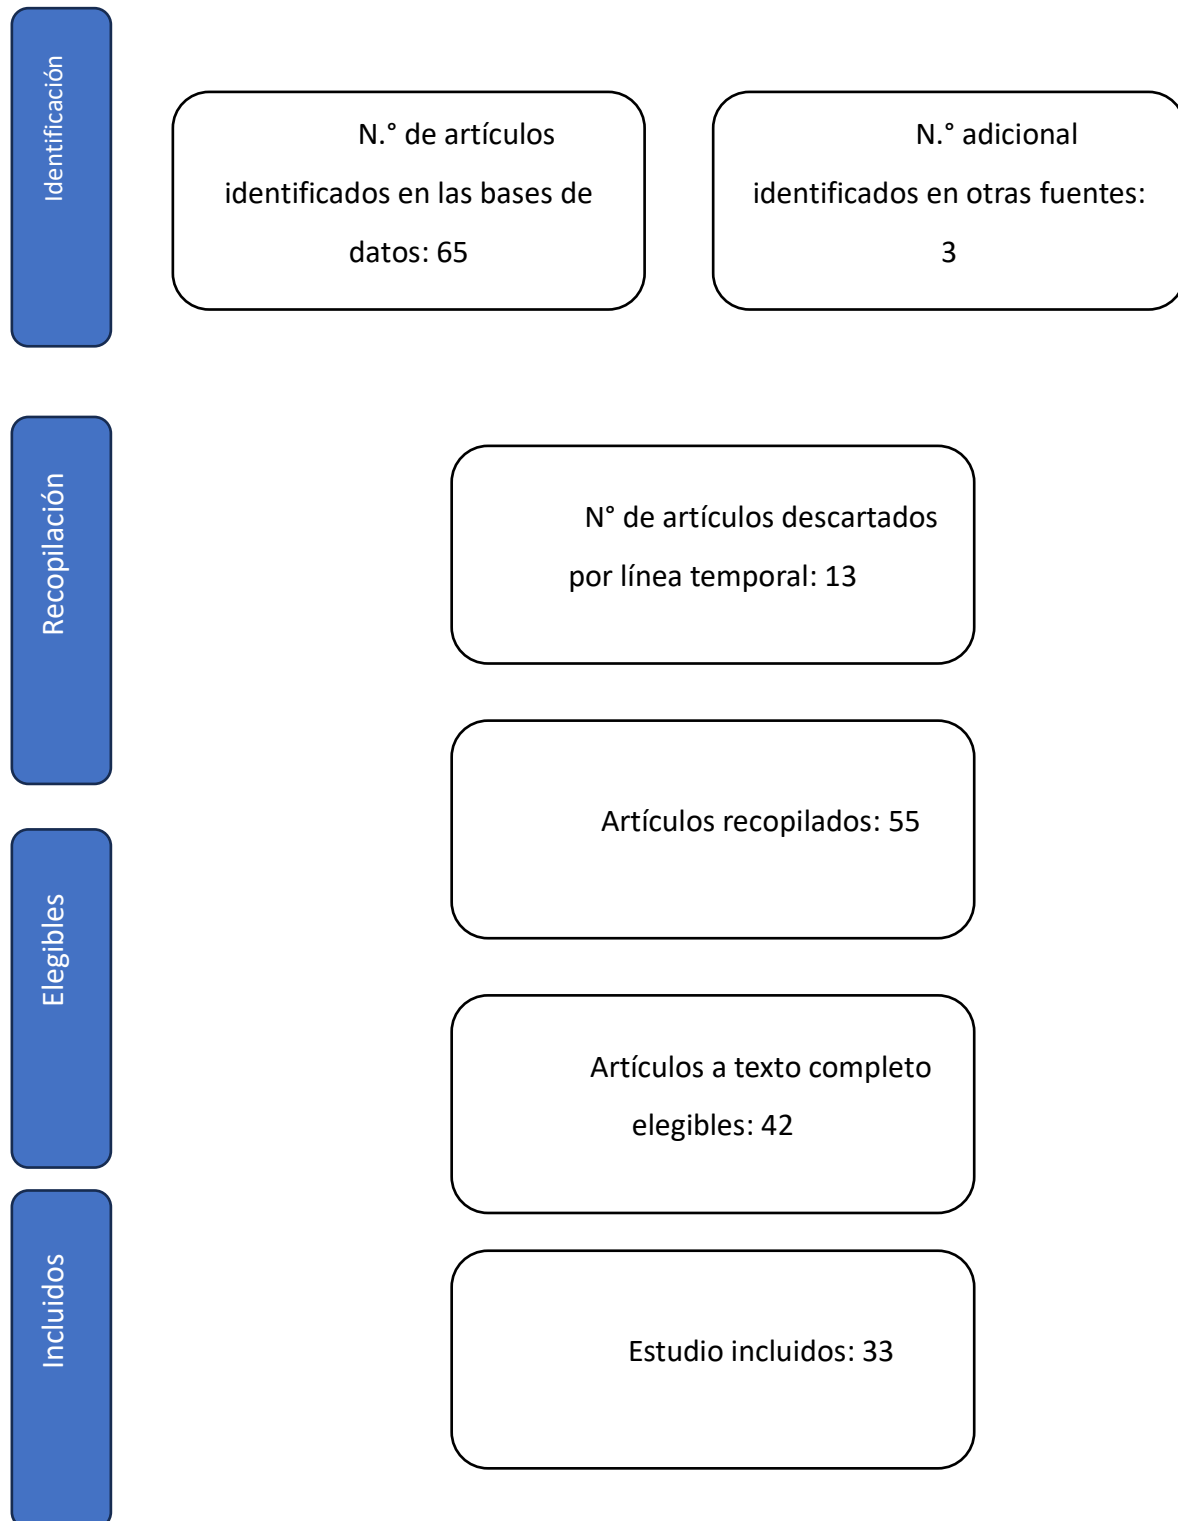 Identificación
N.° de artículos
identificados en las bases de
datos: 65
N.° adicional
identificados en otras fuentes:
3
Recopilación
N° de artículos descartados
por línea temporal: 13
Artículos recopilados: 55
Elegibles
Artículos a texto completo
elegibles: 42
Incluidos
Estudio incluidos: 33